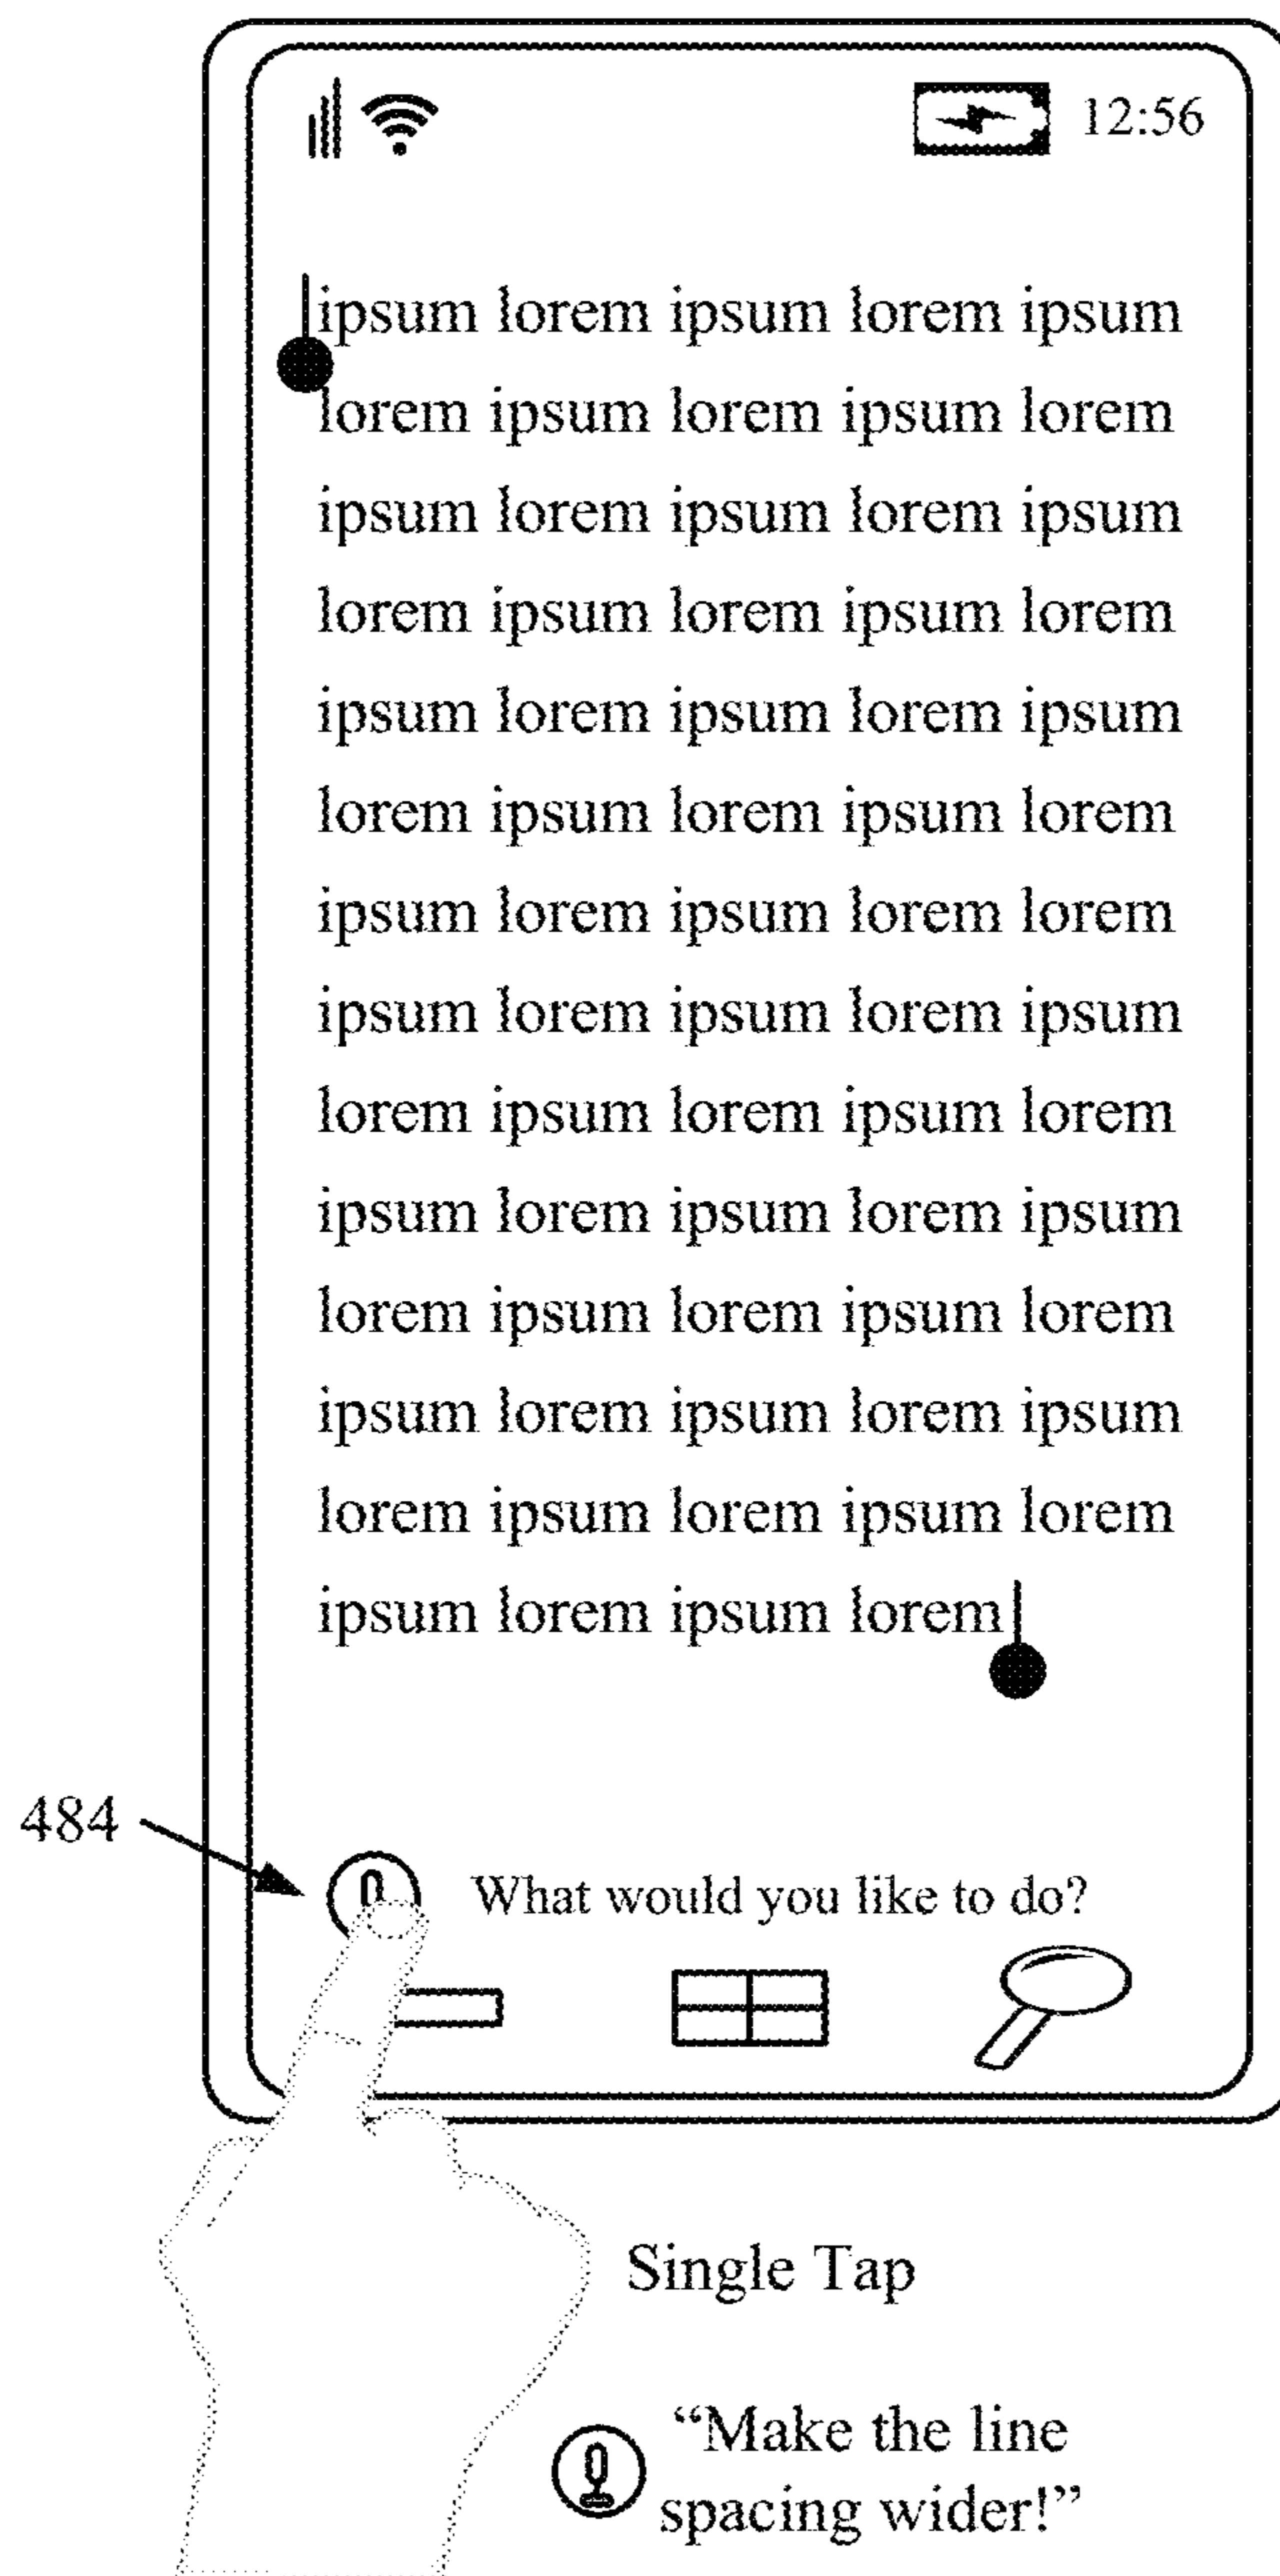 12:56
ipsum lorem ipsum lorem ipsum
lorem ipsum lorem ipsum lorem
ipsum lorem ipsum lorem ipsum
lorem ipsum lorem ipsum lorem
ipsum lorem ipsum lorem ipsum
lorem ipsum lorem ipsum lorem
ipsum lorem ipsum lorem lorem
ipsum lorem ipsum lorem ipsum
lorem ipsum lorem ipsum lorem
ipsum lorem ipsum lorem ipsum
lorem ipsum lorem ipsum lorem
ipsum lorem ipsum lorem ipsum
lorem ipsum lorem ipsum lorem
ipsum lorem ipsum lorem
484
What would you like to do?
Single Tap
“Make the line
spacing wider!”